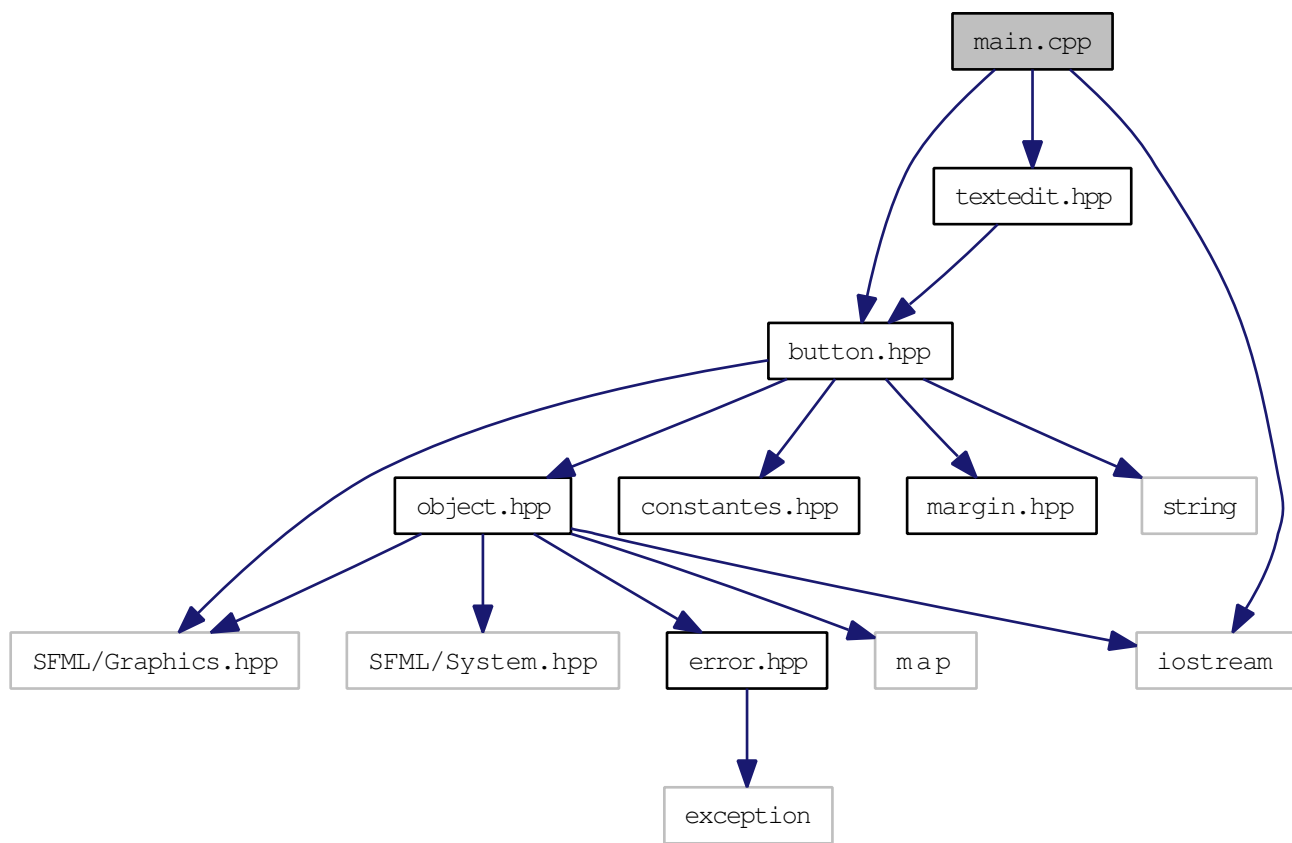 main.cpp
textedit.hpp
button.hpp
object.hpp
constantes.hpp
margin.hpp
string
SFML/Graphics.hpp
SFML/System.hpp
error.hpp
map
iostream
exception